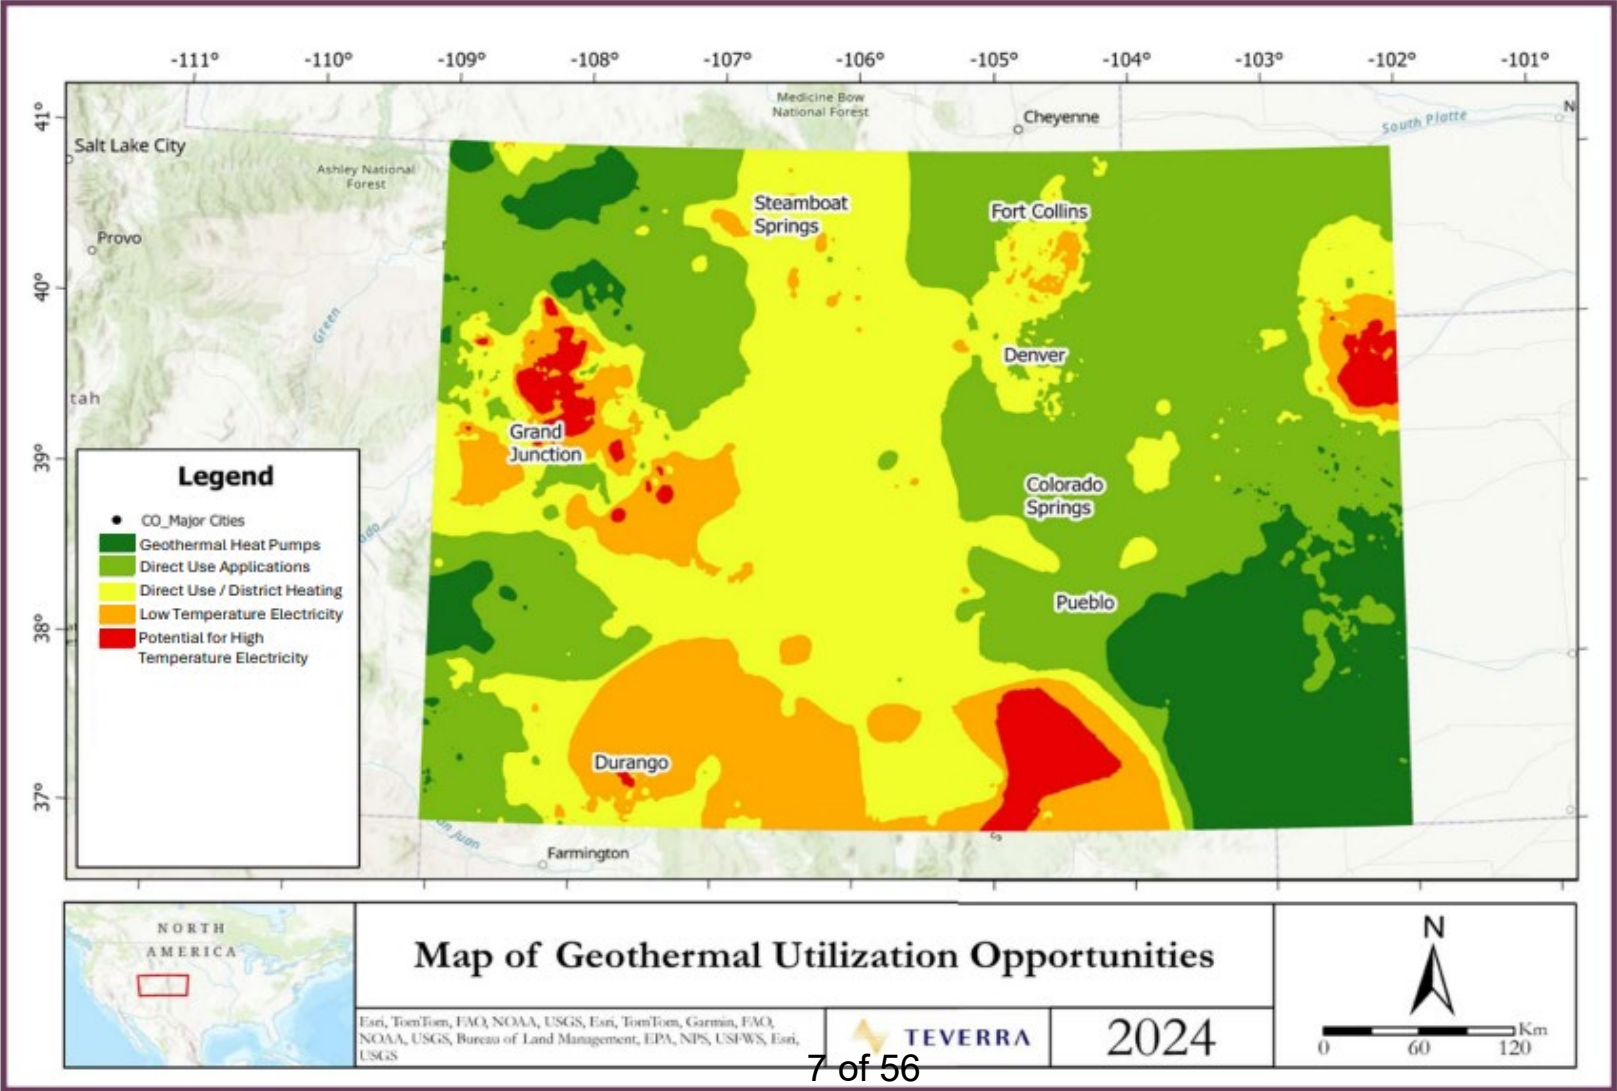 -111° -110° -109° -108° -107° -106° -105° -104° -103° -102° -101°
41°
40°
39°
38°
37°
Medicine Bow
National Forest
Cheyenne
South Platte
N
Salt Lake City
Ashley National
Forest
Provo
Green
tah
Steamboat
Springs
Fort Collins
Denver
Grand
Junction
Colorado
Springs
Pueblo
Durango
ado
an Juan
Farmington
Legend
CO_Major Cities
Geothermal Heat Pumps
Direct Use Applications
Direct Use / District Heating
Low Temperature Electricity
Potential for High
Temperature Electricity
NORTH
AMERICA
Map of Geothermal Utilization Opportunities
Esri, TomTom, FAO, NOAA, USGS, Esri, TomTom, Garmin, FAO,
NOAA, USGS, Bureau of Land Management, EPA, NPS, USFWS, Esri,
USGS
TEVERRA
2024
N
Km
0 60 120
7 of 56